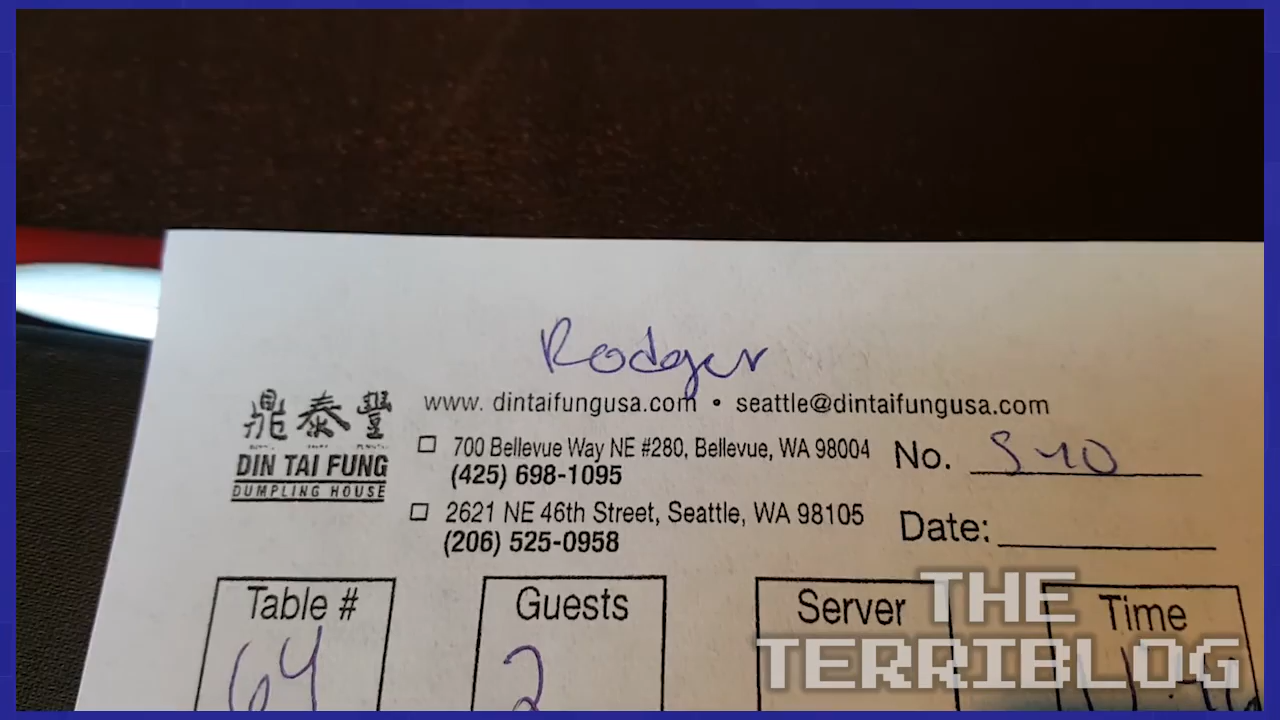 Rodger
鼎泰豐
DIN TAI FUNG
DUMPLING HOUSE
www. dintaifungusa.com • seattle@dintaifungusa.com
700 Bellevue Way NE #280, Bellevue, WA 98004
(425) 698-1095
2621 NE 46th Street, Seattle, WA 98105
(206) 525-0958
No.
Date:
Table #
64
Guests
2
Server
Time
THE
TERRIBLOG